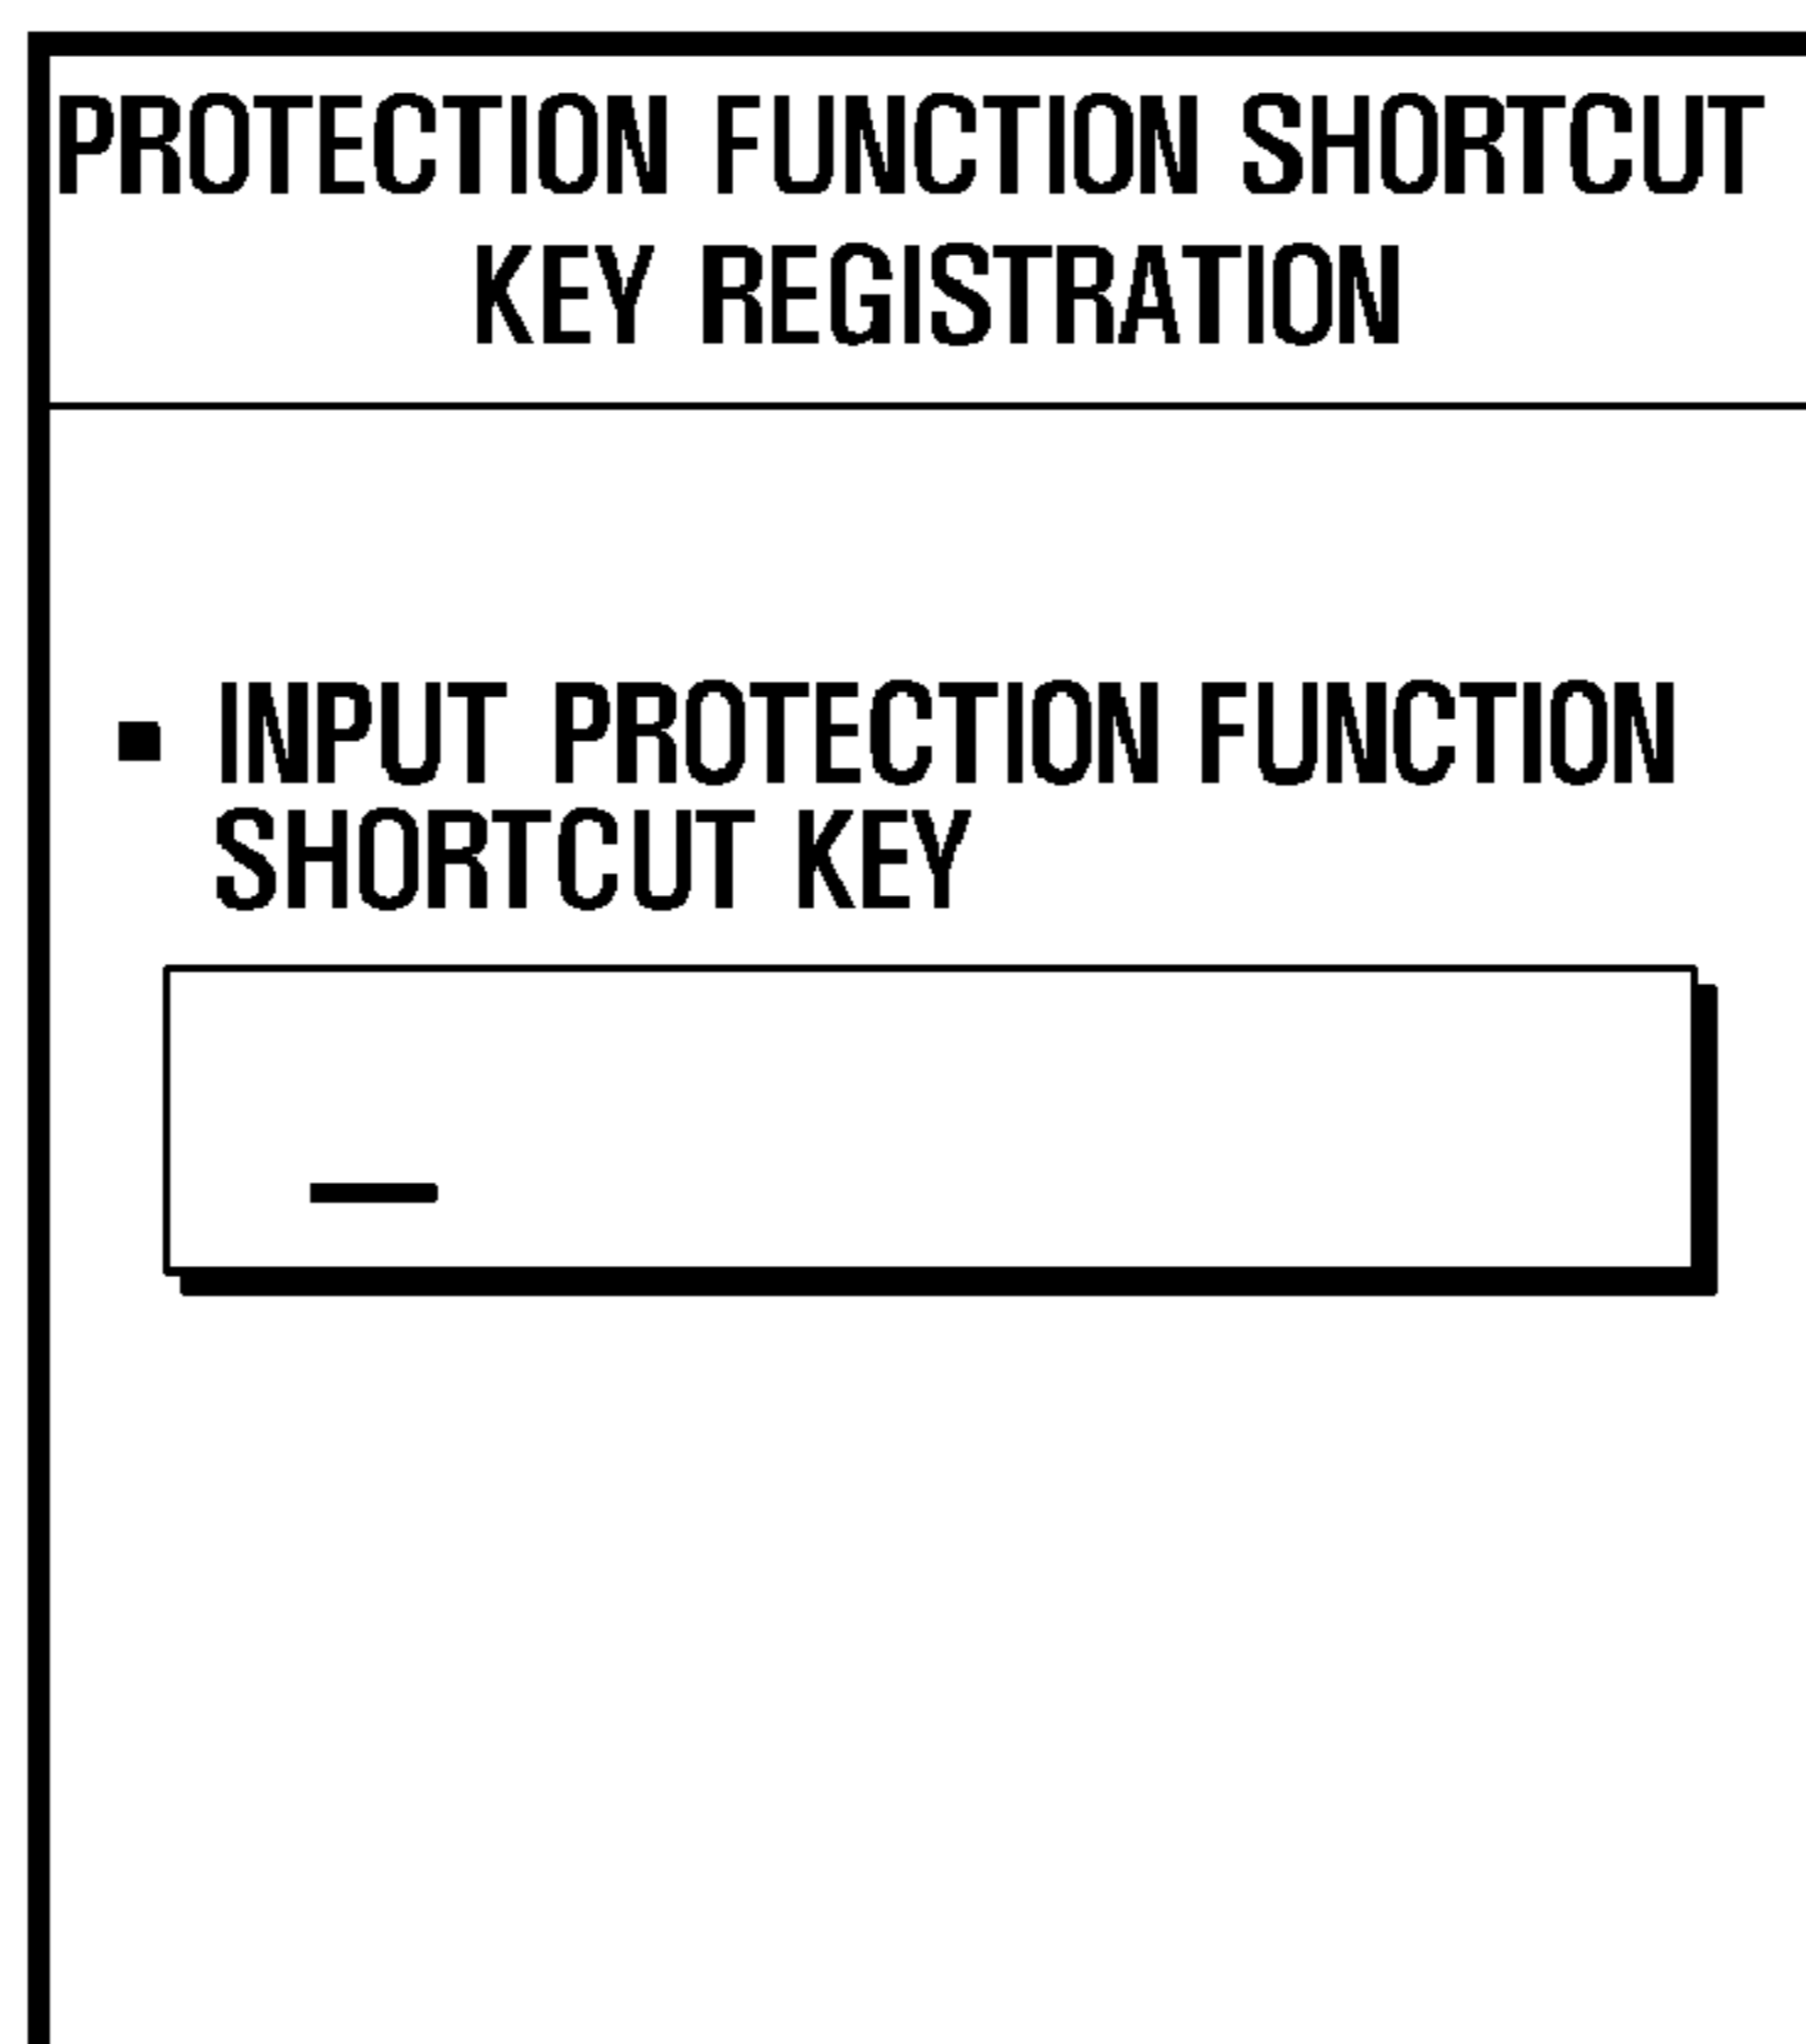 PROTECTION FUNCTION SHORTCUT
KEY REGISTRATION
▪ INPUT PROTECTION FUNCTION
SHORTCUT KEY